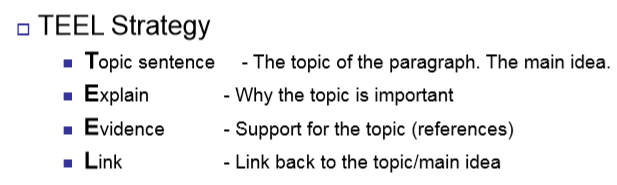 TEEL Strategy
Topic sentence - The topic of the paragraph. The main idea.
Explain - Why the topic is important
Evidence - Support for the topic (references)
Link - Link back to the topic/main idea